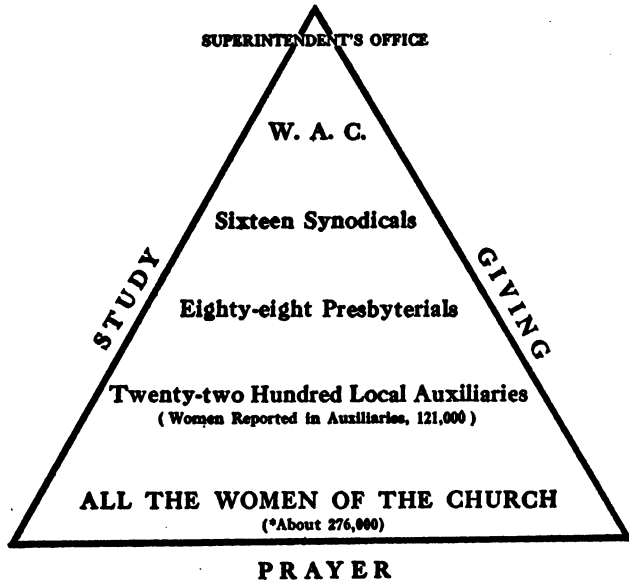 SUPERINTENDENT'S OFFICE
W. A. C.
Sixteen Synodicals
STUDY
GIVING
Eighty-eight Presbyterials
Twenty-two Hundred Local Auxiliaries
( Women Reported in Auxiliaries, 121,000 )
ALL THE WOMEN OF THE CHURCH
(*About 276,000)
PRAYER